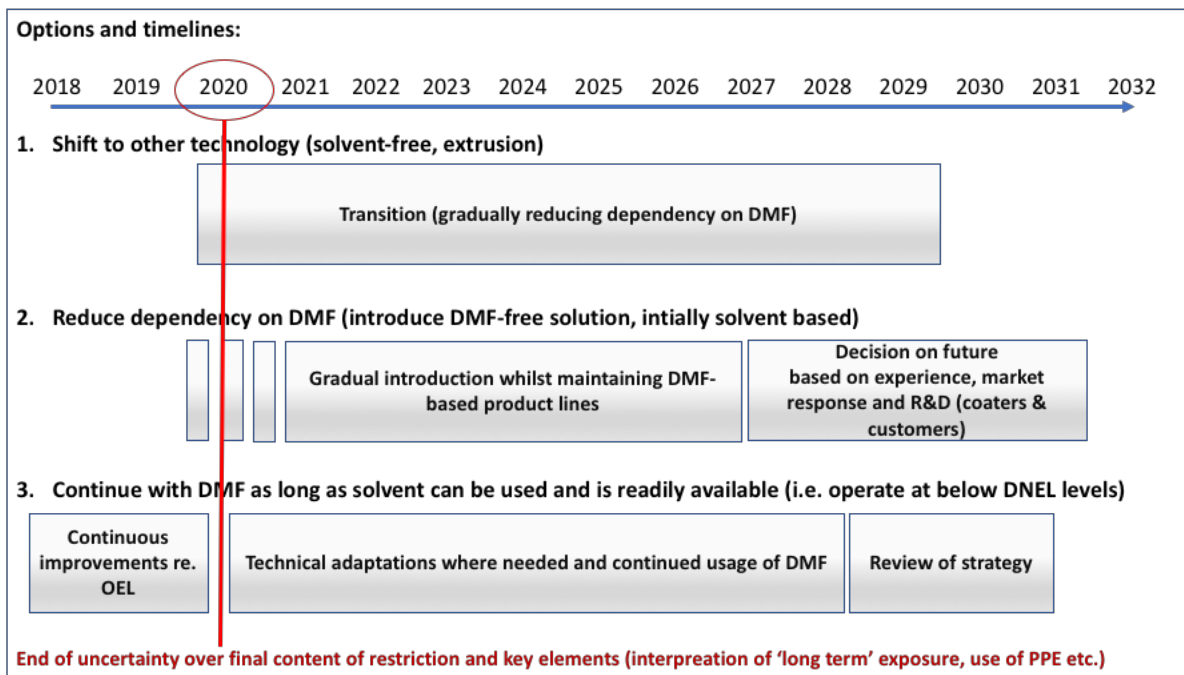 Options and timelines:
2018 2019 2020 2021 2022 2023 2024 2025 2026 2027 2028 2029 2030 2031 2032
1. Shift to other technology (solvent-free, extrusion)
Transition (gradually reducing dependency on DMF)
2. Reduce dependency on DMF (introduce DMF-free solution, intially solvent based)
Gradual introduction whilst maintaining DMF-
based product lines
Decision on future
based on experience, market
response and R&D (coaters &
customers)
3. Continue with DMF as long as solvent can be used and is readily available (i.e. operate at below DNEL levels)
Continuous
improvements re.
OEL
Technical adaptations where needed and continued usage of DMF
Review of strategy
End of uncertainty over final content of restriction and key elements (interpreation of ‘long term’ exposure, use of PPE etc.)